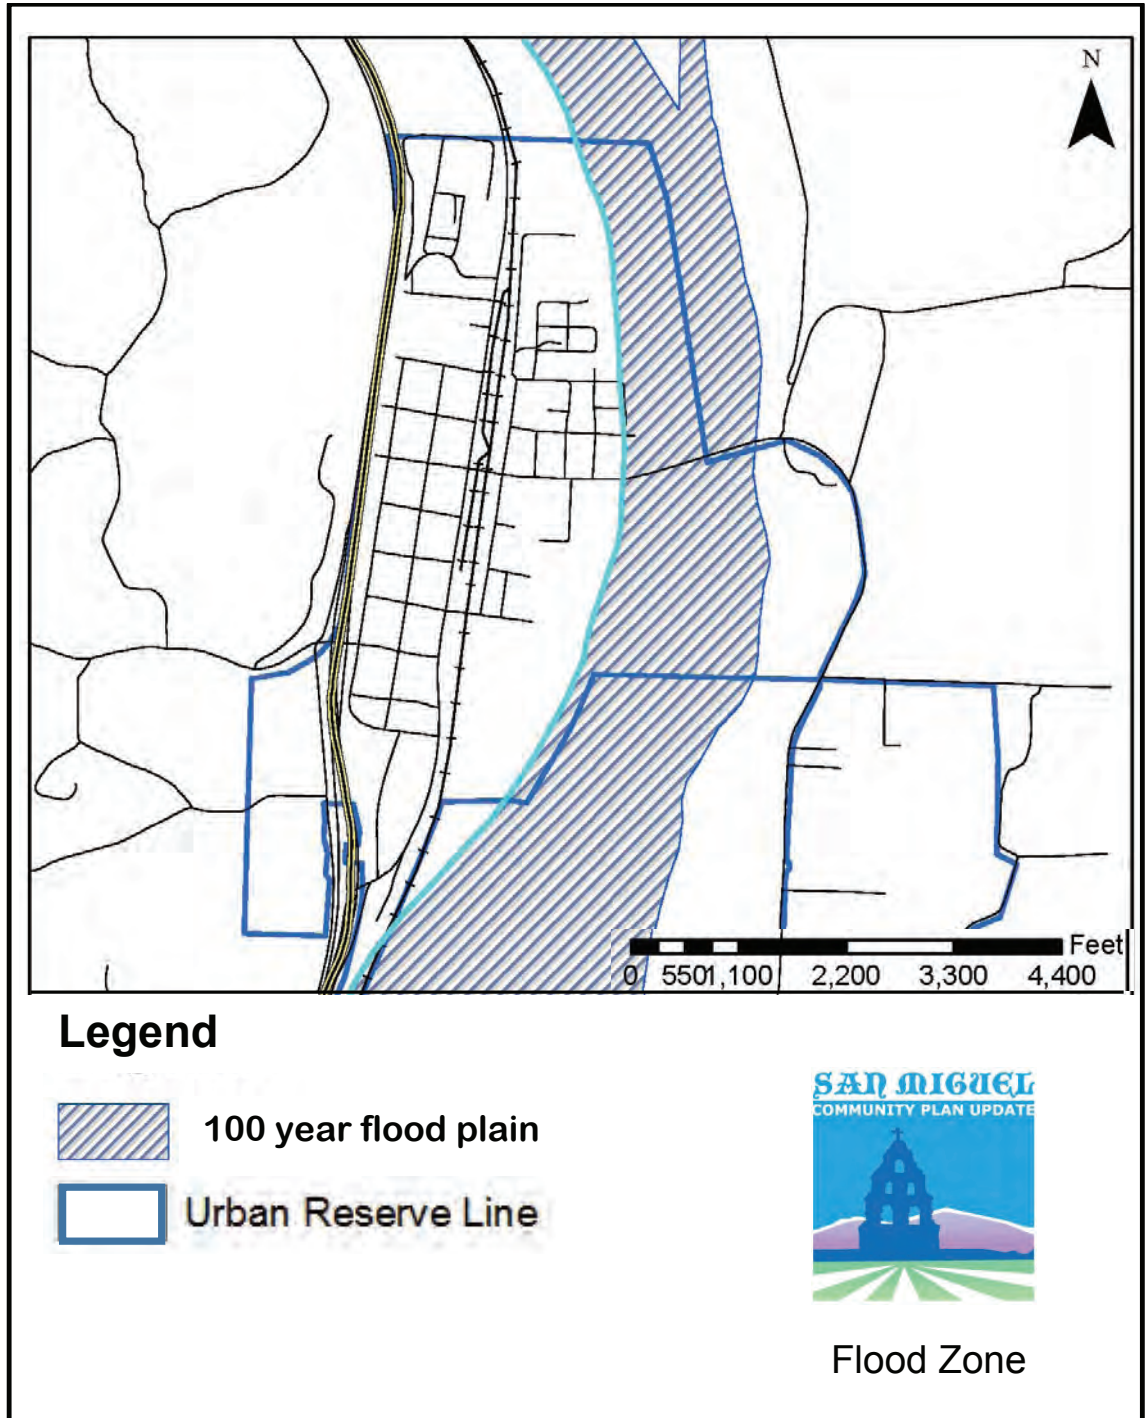 N
Feet
0 550 1,100 2,200 3,300 4,400
Legend
100 year flood plain
Urban Reserve Line
SAN MIGUEL
COMMUNITY PLAN UPDATE
Flood Zone